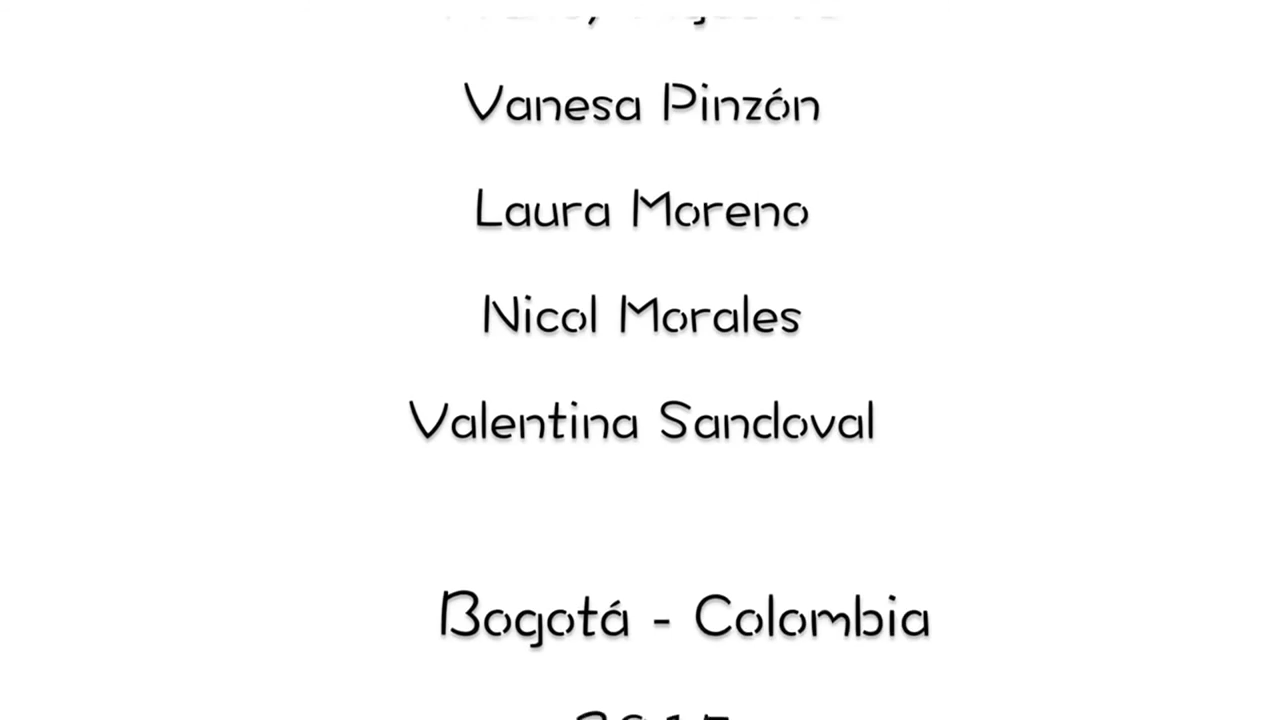 Vanesa Pinzón
Laura Moreno
Nicol Morales
Valentina Sandoval
Bogotá - Colombia